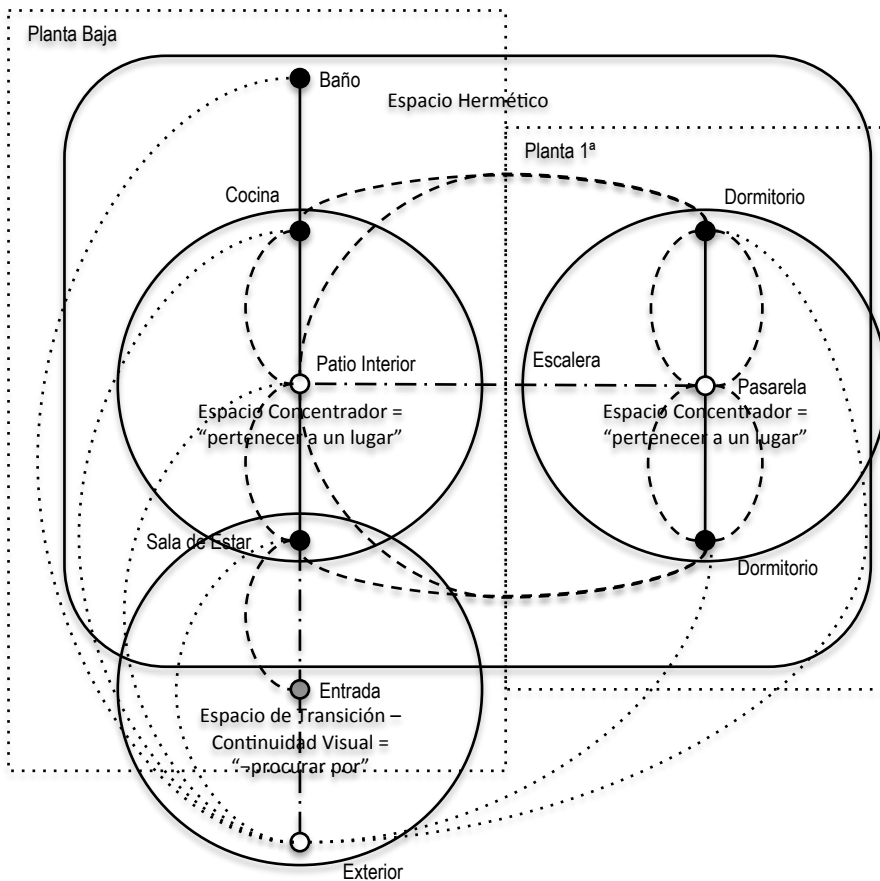 Planta Baja
Baño
Espacio Hermético
Planta 1ª
Cocina
Dormitorio
Patio Interior
Escalera
Pasarela
Espacio Concentrador =
“pertenecer a un lugar”
Espacio Concentrador =
“pertenecer a un lugar”
Sala de Estar
Dormitorio
Entrada
Espacio de Transición –
Continuidad Visual =
“¬procurar por”
Exterior